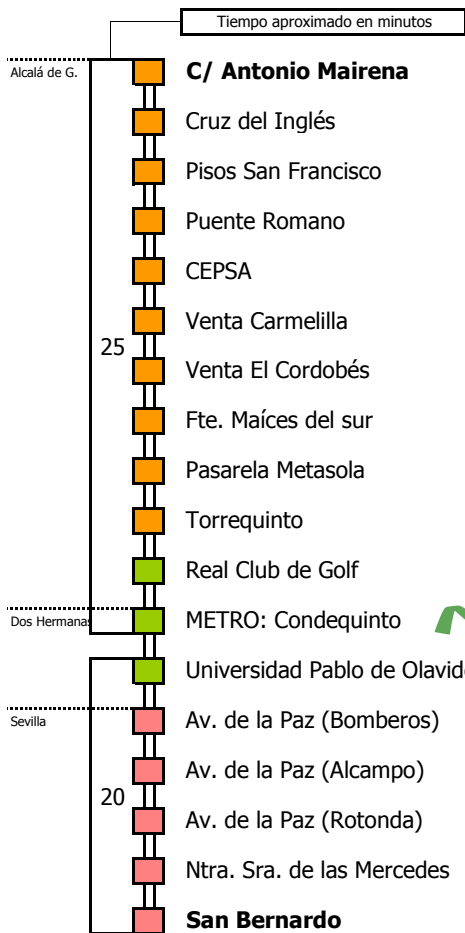 Tiempo aproximado en minutos
Alcalá de G.
C/ Antonio Mairena
Cruz del Inglés
Pisos San Francisco
Puente Romano
CEPSA
Venta Carmelilla
25
Venta El Cordobés
Fte. Maíces del sur
Pasarela Metasola
Torrequinto
Real Club de Golf
Dos Hermanas
METRO: Condequinto
Universidad Pablo de Olavide
Sevilla
Av. de la Paz (Bomberos)
Av. de la Paz (Alcampo)
20
Av. de la Paz (Rotonda)
Ntra. Sra. de las Mercedes
San Bernardo